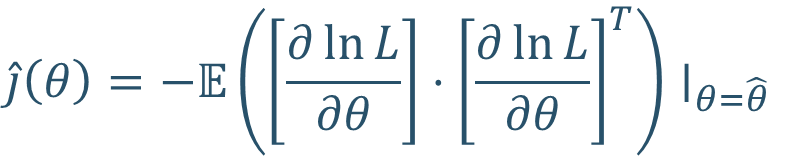 ĵ(θ) = −𝔼([∂ ln L / ∂θ] · [∂ ln L / ∂θ]ᵀ) |θ=θ̂